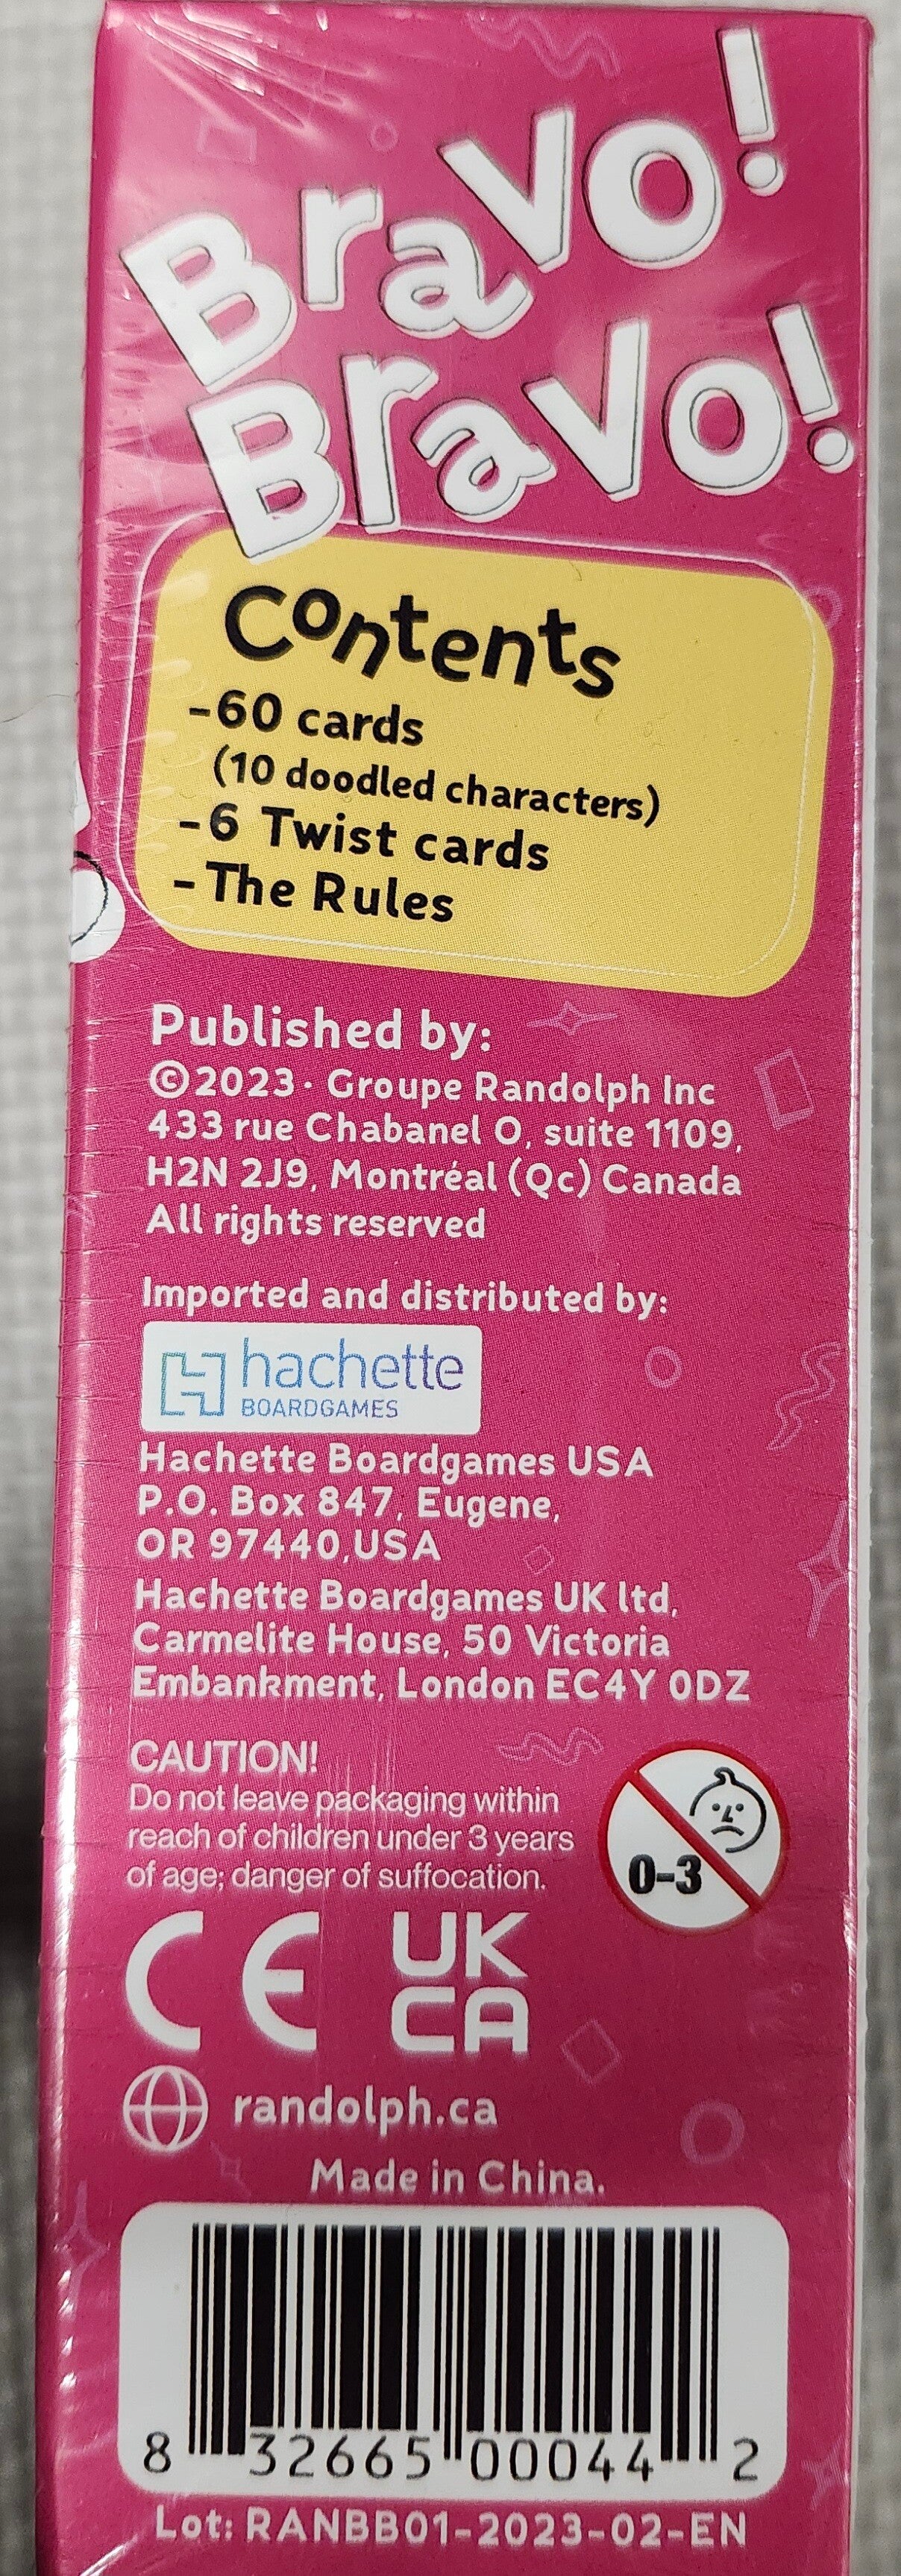 Bravo!
Bravo!
Contents
-60 cards
(10 doodled characters)
-6 Twist cards
-The Rules
Published by:
©2023· Groupe Randolph Inc
433 rue Chabanel O, suite 1109,
H2N 2J9, Montréal (Qc) Canada
All rights reserved
Imported and distributed by:
hachette
BOARDGAMES
Hachette Boardgames USA
P.O. Box 847, Eugene,
OR 97440,USA
Hachette Boardgames UK ltd,
Carmelite House, 50 Victoria
Embankment, London EC4Y 0DZ
CAUTION!
Do not leave packaging within
reach of children under 3 years
of age; danger of suffocation.
0-3
CE
UK
CA
randolph.ca
Made in China.
8 32665 00044 2
Lot: RANBB01-2023-02-EN